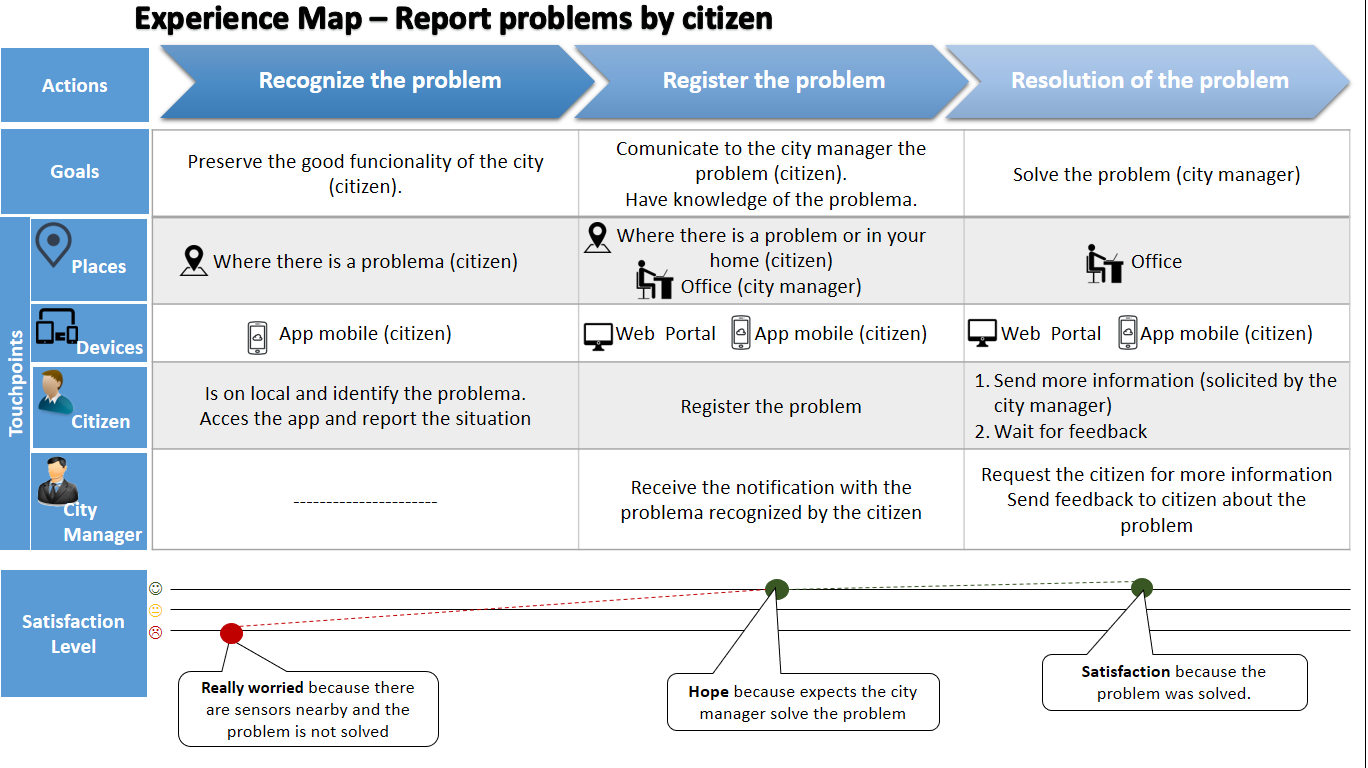 Experience Map – Report problems by citizen
Actions
Recognize the problem
Register the problem
Resolution of the problem
Goals
Preserve the good funcionality of the city
(citizen).
Comunicate to the city manager the
problem (citizen).
Have knowledge of the problema.
Solve the problem (city manager)
Touchpoints
Places
Where there is a problema (citizen)
Where there is a problem or in your
home (citizen)
Office (city manager)
Office
Devices
App mobile (citizen)
Web Portal
App mobile (citizen)
Web Portal
App mobile (citizen)
Citizen
Is on local and identify the problema.
Acces the app and report the situation
Register the problem
1. Send more information (solicited by the
city manager)
2. Wait for feedback
City
Manager
----------------------
Receive the notification with the
problema recognized by the citizen
Request the citizen for more information
Send feedback to citizen about the
problem
Satisfaction
Level
Really worried because there
are sensors nearby and the
problem is not solved
Hope because expects the city
manager solve the problem
Satisfaction because the
problem was solved.